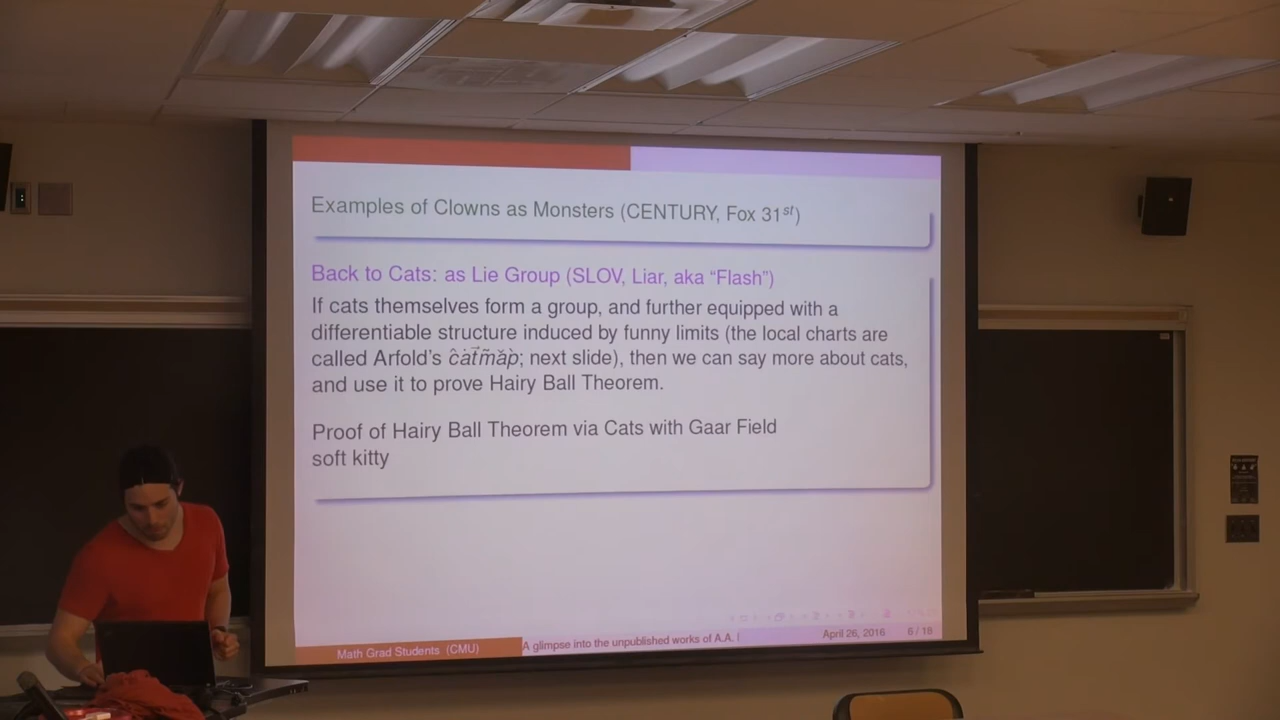 Examples of Clowns as Monsters (CENTURY, Fox 31st)
Back to Cats: as Lie Group (SLOV, Liar, aka “Flash”)
If cats themselves form a group, and further equipped with a
differentiable structure induced by funny limits (the local charts are
called Arfold's ĉȧt⃗m̃ăp̀; next slide), then we can say more about cats,
and use it to prove Hairy Ball Theorem.
Proof of Hairy Ball Theorem via Cats with Gaar Field
soft kitty
Math Grad Students (CMU)
A glimpse into the unpublished works of A.A.
April 26, 2016
6 / 18